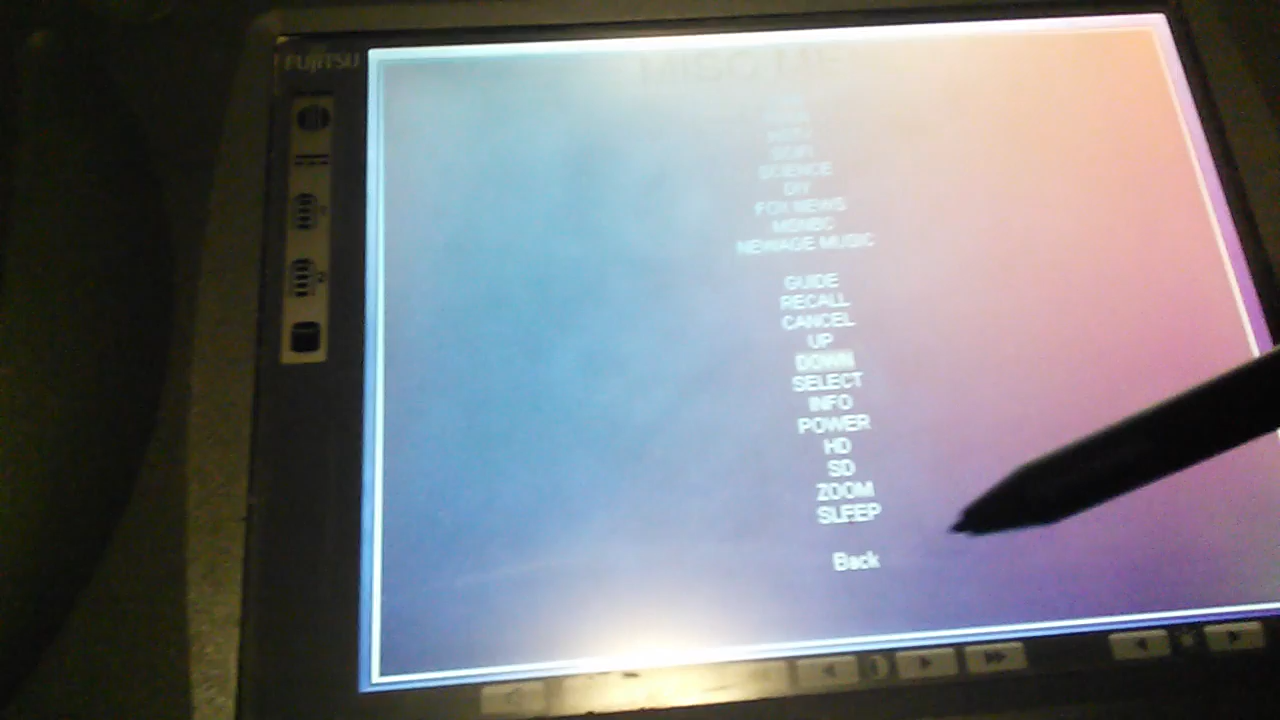 FUJITSU
SCIENCE
DIY
FOX NEWS
MSNBC
NEWAGE MUSIC
GUIDE
RECALL
CANCEL
UP
DOWN
SELECT
INFO
POWER
HD
SD
ZOOM
SLEEP
Back